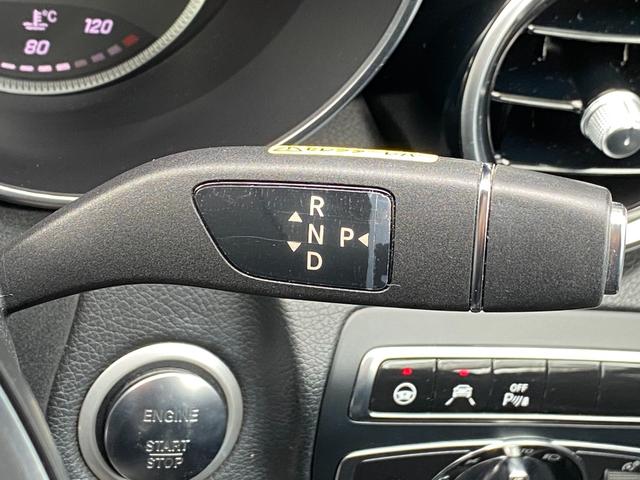 °C
120
80
R
N P
D
ENGINE
START
STOP
OFF
P